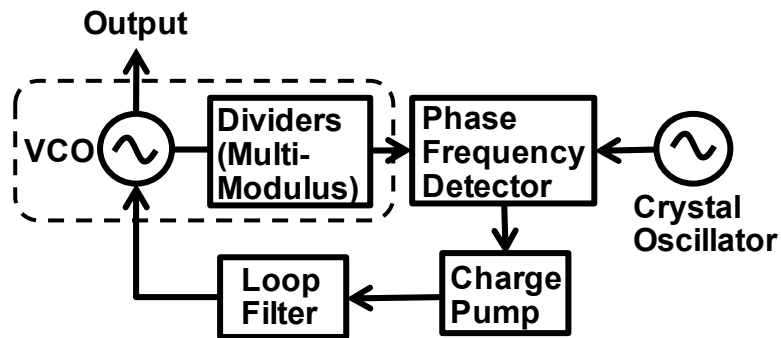 Output
VCO
Dividers
(Multi-
Modulus)
Phase
Frequency
Detector
Crystal
Oscillator
Loop
Filter
Charge
Pump